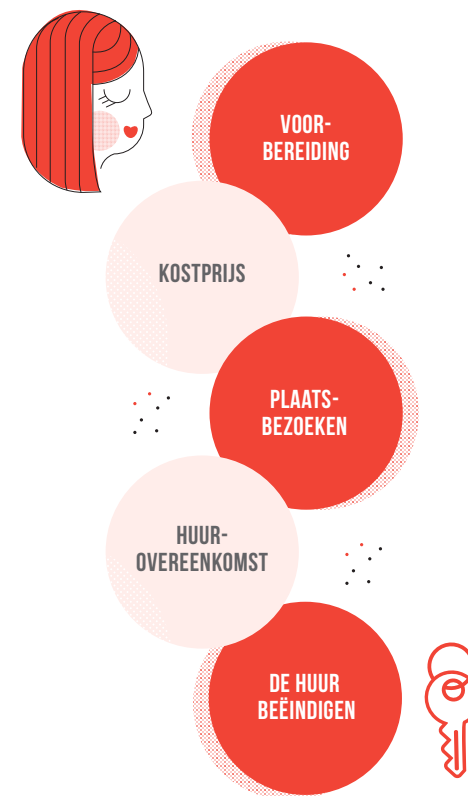 VOOR-
BEREIDING
KOSTPRIJS
PLAATS-
BEZOEKEN
HUUR-
OVEREENKOMST
DE HUUR
BEËINDIGEN